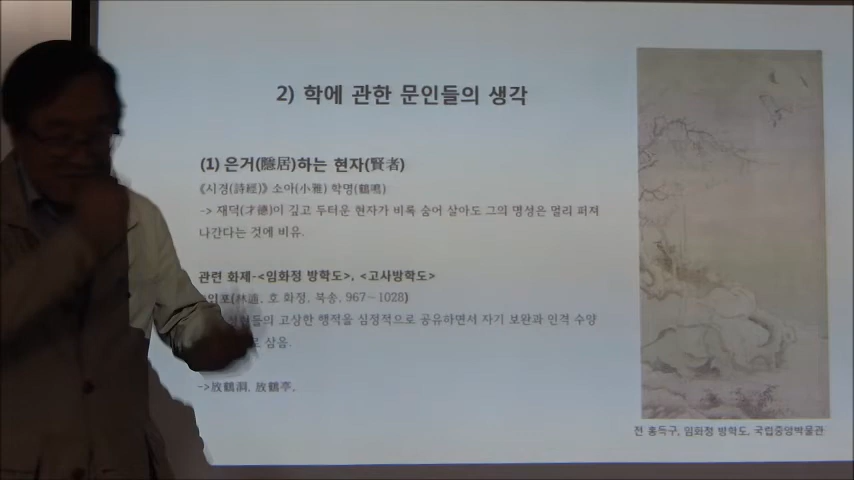 2) 학에 관한 문인들의 생각
(1) 은거(隱居)하는 현자(賢者)
《시경(詩經)》 소아(小雅) 학명(鶴鳴)
-> 재덕(才德)이 깊고 두터운 현자가 비록 숨어 살아도 그의 명성은 멀리 퍼져
나간다는 것에 비유.
관련 화제-<임화정 방학도>, <고사방학도>
임포(林逋, 호 화정, 북송, 967~1028)
들의 고상한 행적을 심정적으로 공유하면서 자기 보완과 인격 수양
로 삼음.
->放鶴洞, 放鶴亭,
전 홍득구, 임화정 방학도, 국립중앙박물관